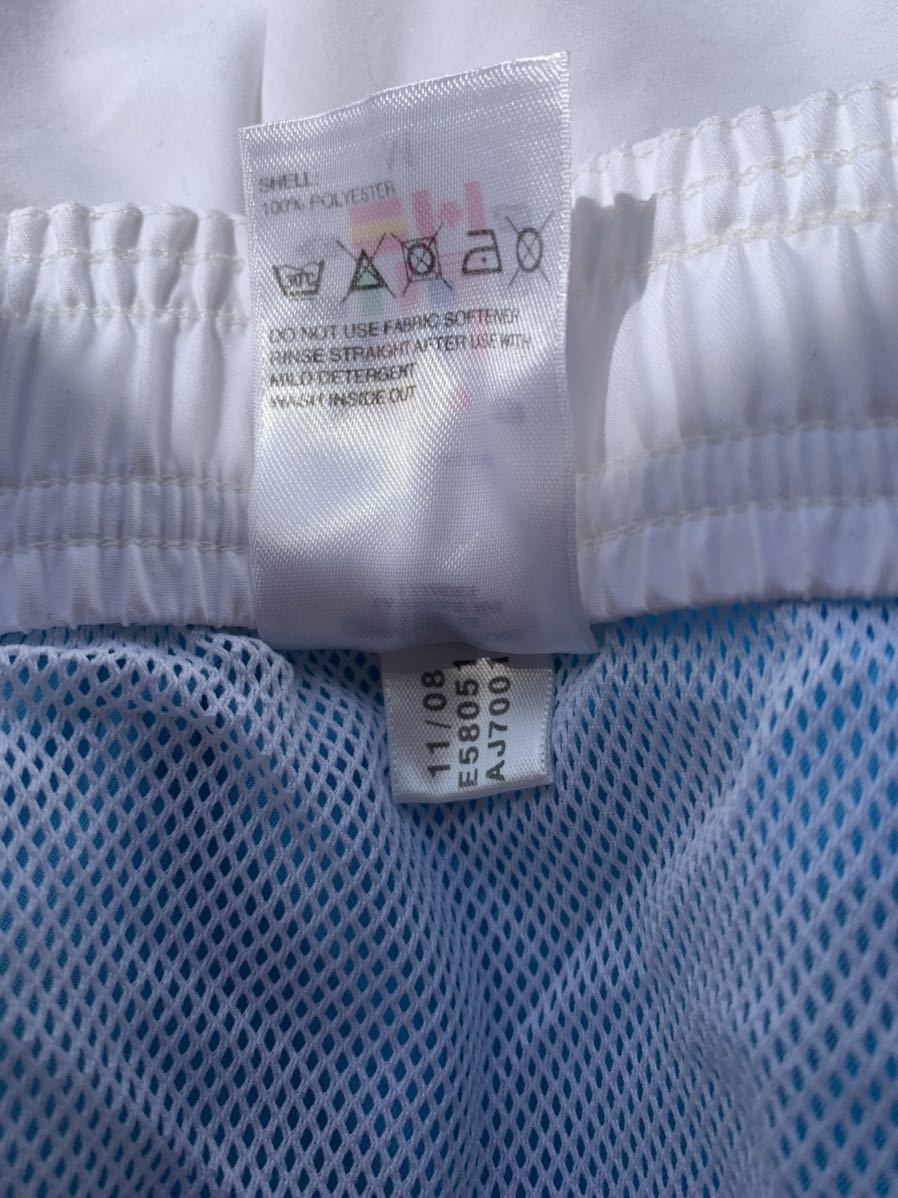 SHELL:
100% POLYESTER
30°C
DO NOT USE FABRIC SOFTENER
RINSE STRAIGHT AFTER USE WITH
MILD DETERGENT
WASH INSIDE OUT
11/08
E58051
AJ7001